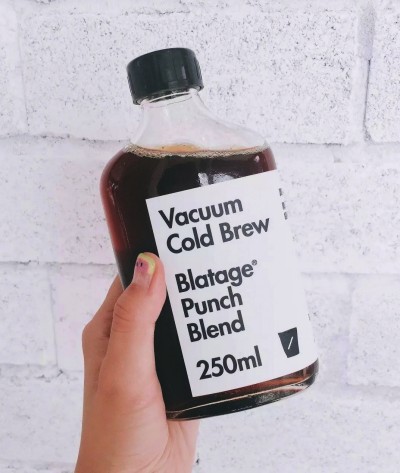 Vacuum
Cold Brew
Blatage®
Punch
Blend
250ml